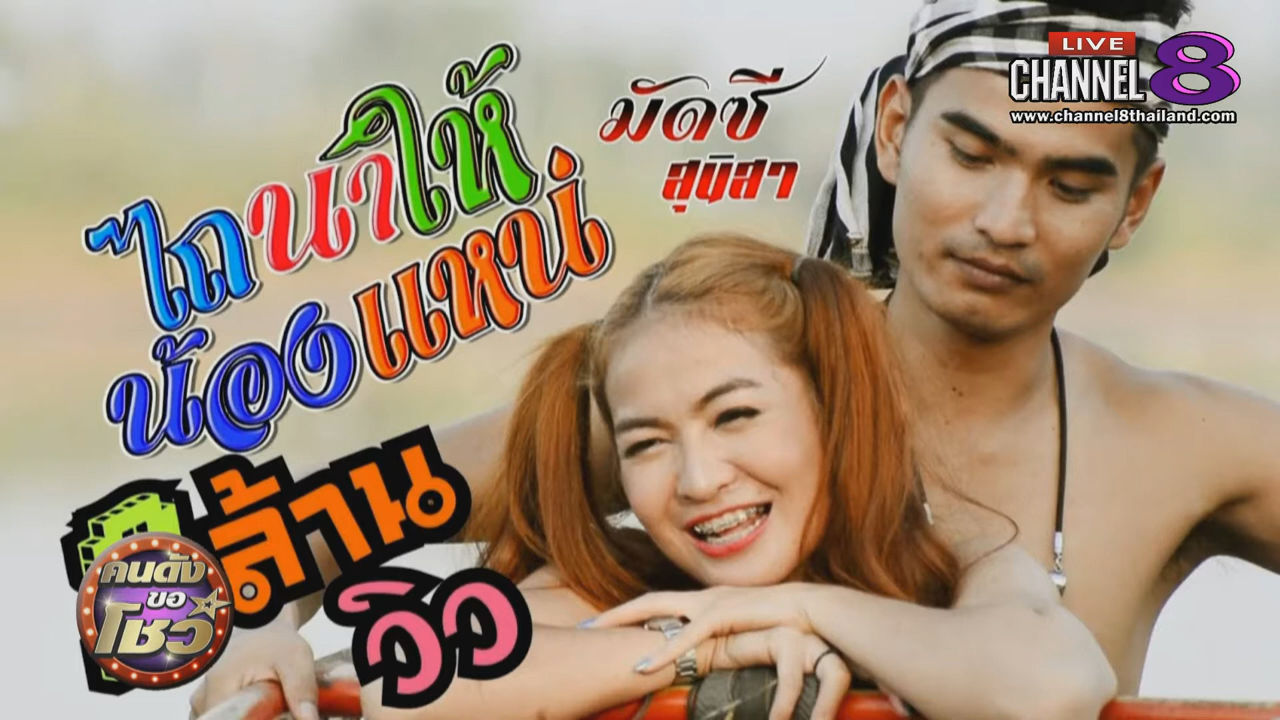 LIVE
CHANNEL 8
www.channel8thailand.com
มัดซี
สุนิสา
ไถนาให้
น้องแหน่
ล้าน
วิว
คนดัง
ขอ
โชว์